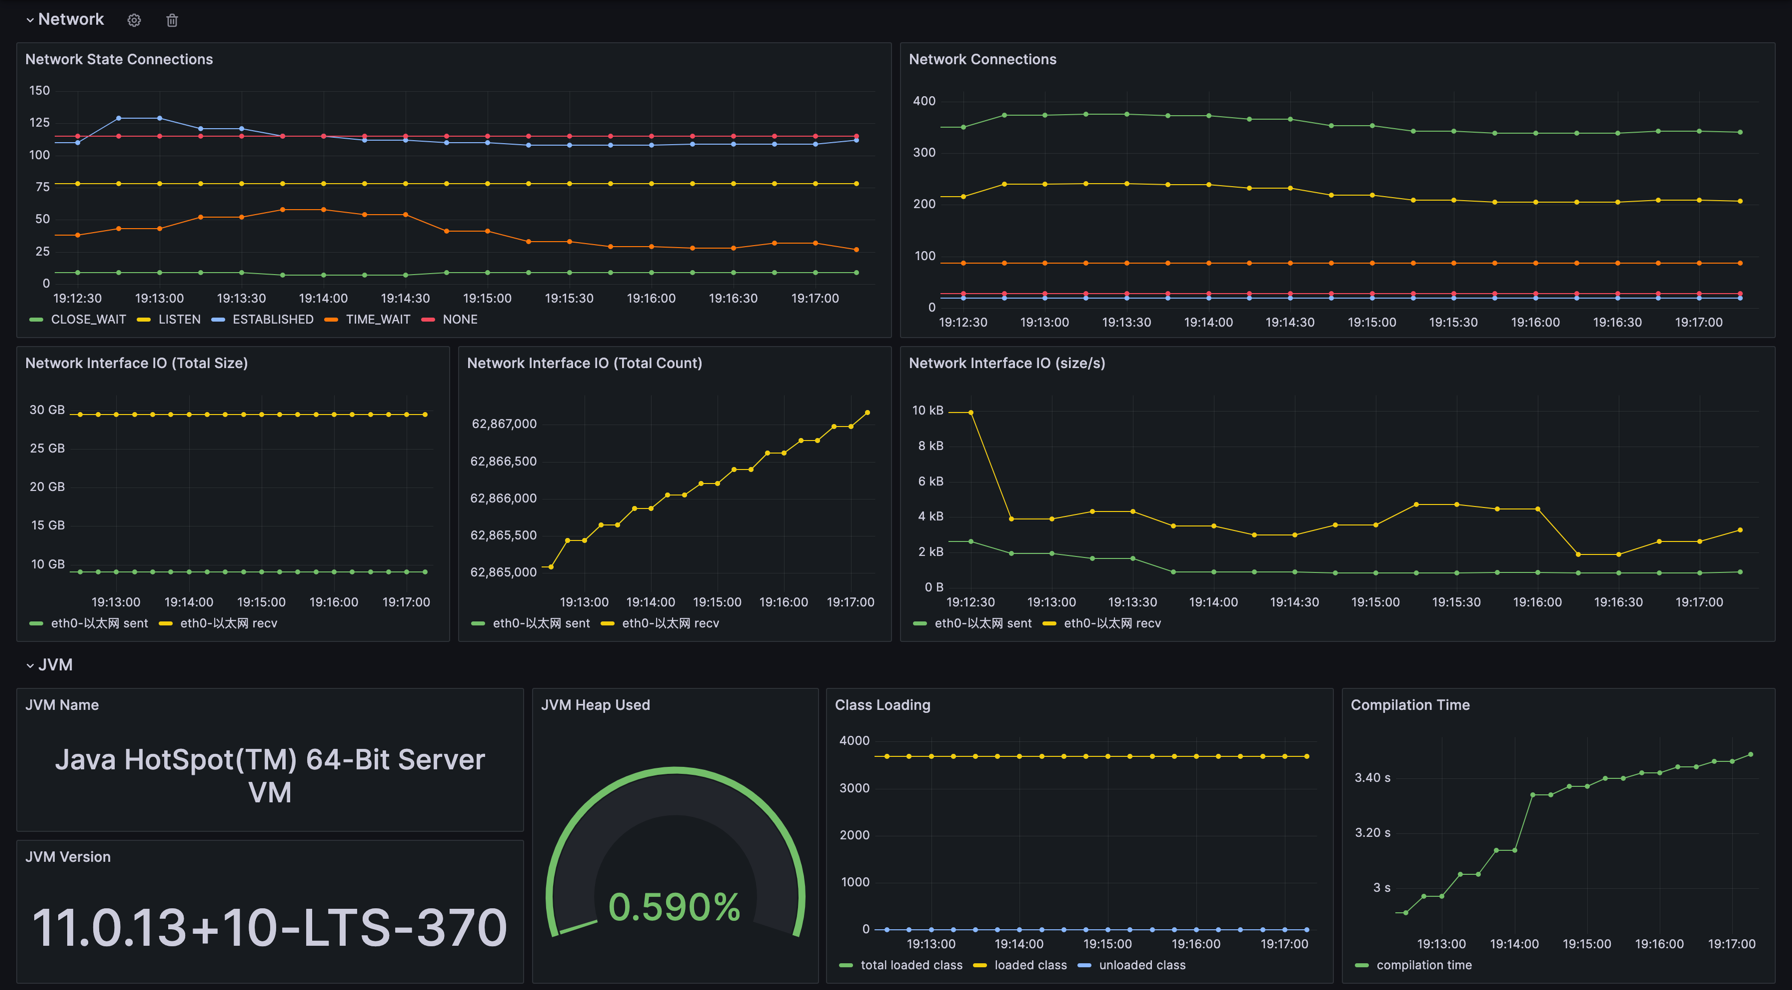 Network
Network State Connections
150
125
100
75
50
25
0
19:12:30 19:13:00 19:13:30 19:14:00 19:14:30 19:15:00 19:15:30 19:16:00 19:16:30 19:17:00
CLOSE_WAIT LISTEN ESTABLISHED TIME_WAIT NONE
Network Connections
400
300
200
100
0
19:12:30 19:13:00 19:13:30 19:14:00 19:14:30 19:15:00 19:15:30 19:16:00 19:16:30 19:17:00
Network Interface IO (Total Size)
30 GB
25 GB
20 GB
15 GB
10 GB
19:13:00 19:14:00 19:15:00 19:16:00 19:17:00
eth0-以太网 sent eth0-以太网 recv
Network Interface IO (Total Count)
62,867,000
62,866,500
62,866,000
62,865,500
62,865,000
19:13:00 19:14:00 19:15:00 19:16:00 19:17:00
eth0-以太网 sent eth0-以太网 recv
Network Interface IO (size/s)
10 kB
8 kB
6 kB
4 kB
2 kB
0 B
19:12:30 19:13:00 19:13:30 19:14:00 19:14:30 19:15:00 19:15:30 19:16:00 19:16:30 19:17:00
eth0-以太网 sent eth0-以太网 recv
JVM
JVM Name
Java HotSpot(TM) 64-Bit Server
VM
JVM Version
11.0.13+10-LTS-370
JVM Heap Used
0.590%
Class Loading
4000
3000
2000
1000
0
19:13:00 19:14:00 19:15:00 19:16:00 19:17:00
total loaded class loaded class unloaded class
Compilation Time
3.40 s
3.20 s
3 s
19:13:00 19:14:00 19:15:00 19:16:00 19:17:00
compilation time